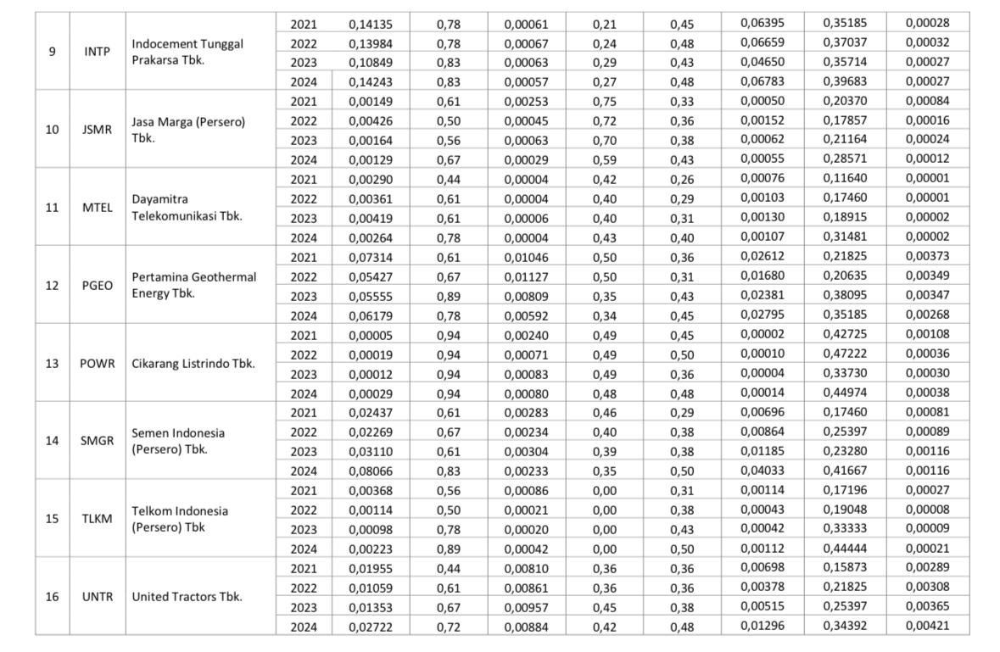 9 INTP Indocement Tunggal Prakarsa Tbk. 2021 0,14135 0,78 0,00061 0,21 0,45 0,06395 0,35185 0,00028
2022 0,13984 0,78 0,00067 0,24 0,48 0,06659 0,37037 0,00032
2023 0,10849 0,83 0,00063 0,29 0,43 0,04650 0,35714 0,00027
2024 0,14243 0,83 0,00057 0,27 0,48 0,06783 0,39683 0,00027
10 JSMR Jasa Marga (Persero) Tbk. 2021 0,00149 0,61 0,00253 0,75 0,33 0,00050 0,20370 0,00084
2022 0,00426 0,50 0,00045 0,72 0,36 0,00152 0,17857 0,00016
2023 0,00164 0,56 0,00063 0,70 0,38 0,00062 0,21164 0,00024
2024 0,00129 0,67 0,00029 0,59 0,43 0,00055 0,28571 0,00012
11 MTEL Dayamitra Telekomunikasi Tbk. 2021 0,00290 0,44 0,00004 0,42 0,26 0,00076 0,11640 0,00001
2022 0,00361 0,61 0,00004 0,40 0,29 0,00103 0,17460 0,00001
2023 0,00419 0,61 0,00006 0,40 0,31 0,00130 0,18915 0,00002
2024 0,00264 0,78 0,00004 0,43 0,40 0,00107 0,31481 0,00002
12 PGEO Pertamina Geothermal Energy Tbk. 2021 0,07314 0,61 0,01046 0,50 0,36 0,02612 0,21825 0,00373
2022 0,05427 0,67 0,01127 0,50 0,31 0,01680 0,20635 0,00349
2023 0,05555 0,89 0,00809 0,35 0,43 0,02381 0,38095 0,00347
2024 0,06179 0,78 0,00592 0,34 0,45 0,02795 0,35185 0,00268
13 POWR Cikarang Listrindo Tbk. 2021 0,00005 0,94 0,00240 0,49 0,45 0,00002 0,42725 0,00108
2022 0,00019 0,94 0,00071 0,49 0,50 0,00010 0,47222 0,00036
2023 0,00012 0,94 0,00083 0,49 0,36 0,00004 0,33730 0,00030
2024 0,00029 0,94 0,00080 0,48 0,48 0,00014 0,44974 0,00038
14 SMGR Semen Indonesia (Persero) Tbk. 2021 0,02437 0,61 0,00283 0,46 0,29 0,00696 0,17460 0,00081
2022 0,02269 0,67 0,00234 0,40 0,38 0,00864 0,25397 0,00089
2023 0,03110 0,61 0,00304 0,39 0,38 0,01185 0,23280 0,00116
2024 0,08066 0,83 0,00233 0,35 0,50 0,04033 0,41667 0,00116
15 TLKM Telkom Indonesia (Persero) Tbk 2021 0,00368 0,56 0,00086 0,00 0,31 0,00114 0,17196 0,00027
2022 0,00114 0,50 0,00021 0,00 0,38 0,00043 0,19048 0,00008
2023 0,00098 0,78 0,00020 0,00 0,43 0,00042 0,33333 0,00009
2024 0,00223 0,89 0,00042 0,00 0,50 0,00112 0,44444 0,00021
16 UNTR United Tractors Tbk. 2021 0,01955 0,44 0,00810 0,36 0,36 0,00698 0,15873 0,00289
2022 0,01059 0,61 0,00861 0,36 0,36 0,00378 0,21825 0,00308
2023 0,01353 0,67 0,00957 0,45 0,38 0,00515 0,25397 0,00365
2024 0,02722 0,72 0,00884 0,42 0,48 0,01296 0,34392 0,00421